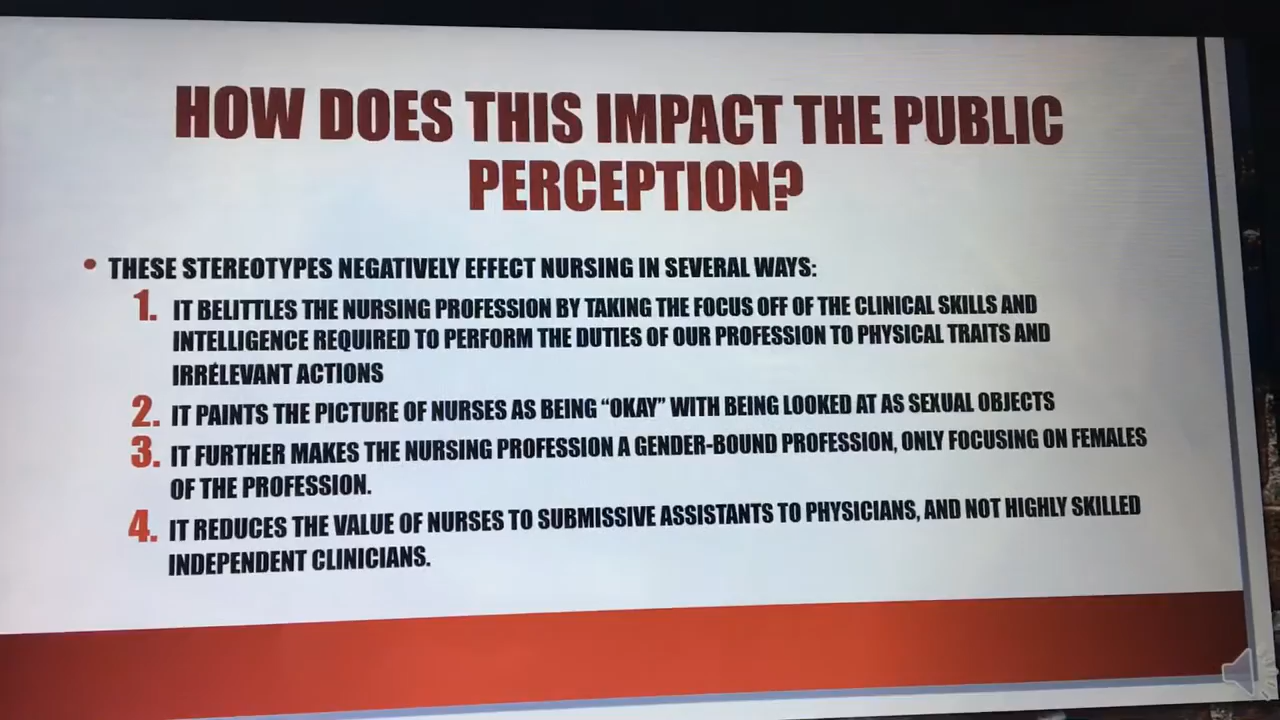 HOW DOES THIS IMPACT THE PUBLIC
PERCEPTION?
• THESE STEREOTYPES NEGATIVELY EFFECT NURSING IN SEVERAL WAYS:
1. IT BELITTLES THE NURSING PROFESSION BY TAKING THE FOCUS OFF OF THE CLINICAL SKILLS AND
INTELLIGENCE REQUIRED TO PERFORM THE DUTIES OF OUR PROFESSION TO PHYSICAL TRAITS AND
IRRELEVANT ACTIONS
2. IT PAINTS THE PICTURE OF NURSES AS BEING “OKAY” WITH BEING LOOKED AT AS SEXUAL OBJECTS
3. IT FURTHER MAKES THE NURSING PROFESSION A GENDER-BOUND PROFESSION, ONLY FOCUSING ON FEMALES
OF THE PROFESSION.
4. IT REDUCES THE VALUE OF NURSES TO SUBMISSIVE ASSISTANTS TO PHYSICIANS, AND NOT HIGHLY SKILLED
INDEPENDENT CLINICIANS.